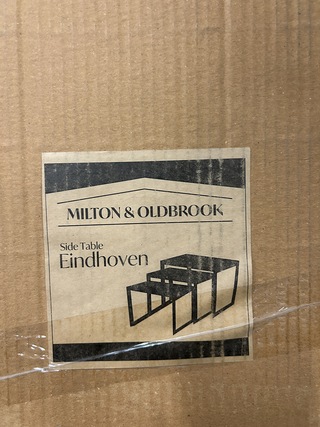 MILTON & OLDBROOK
Side Table
Eindhoven